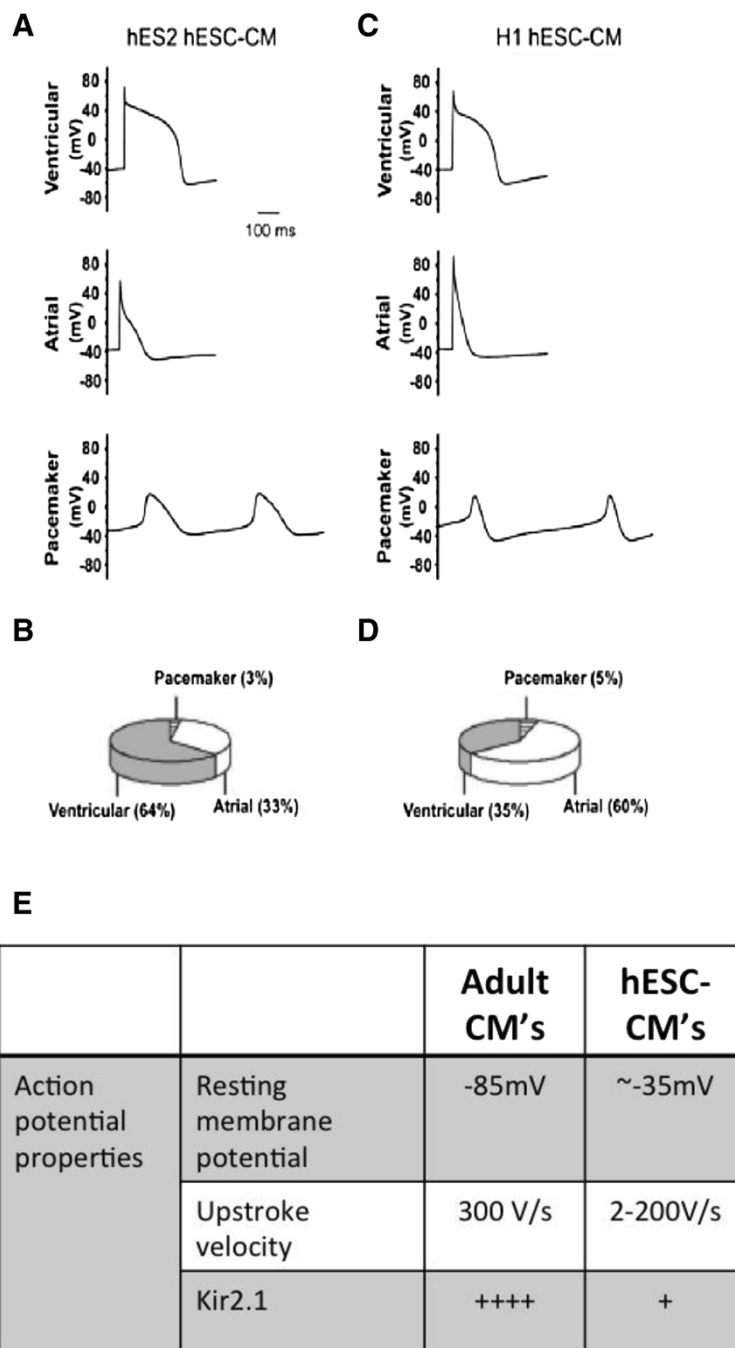 A
hES2 hESC-CM
C
H1 hESC-CM
Ventricular
(mV)
80
40
0
-40
-80
100 ms
Ventricular
(mV)
80
40
0
-40
-80
Atrial
(mV)
80
40
0
-40
-80
Atrial
(mV)
80
40
0
-40
-80
Pacemaker
(mV)
80
40
0
-40
-80
Pacemaker
(mV)
80
40
0
-40
-80
B
Pacemaker (3%)
Ventricular (64%)
Atrial (33%)
D
Pacemaker (5%)
Ventricular (35%)
Atrial (60%)
E
Adult
CM's
hESC-
CM's
Action
potential
properties
Resting
membrane
potential
-85mV
~-35mV
Upstroke
velocity
300 V/s
2-200V/s
Kir2.1
++++
+